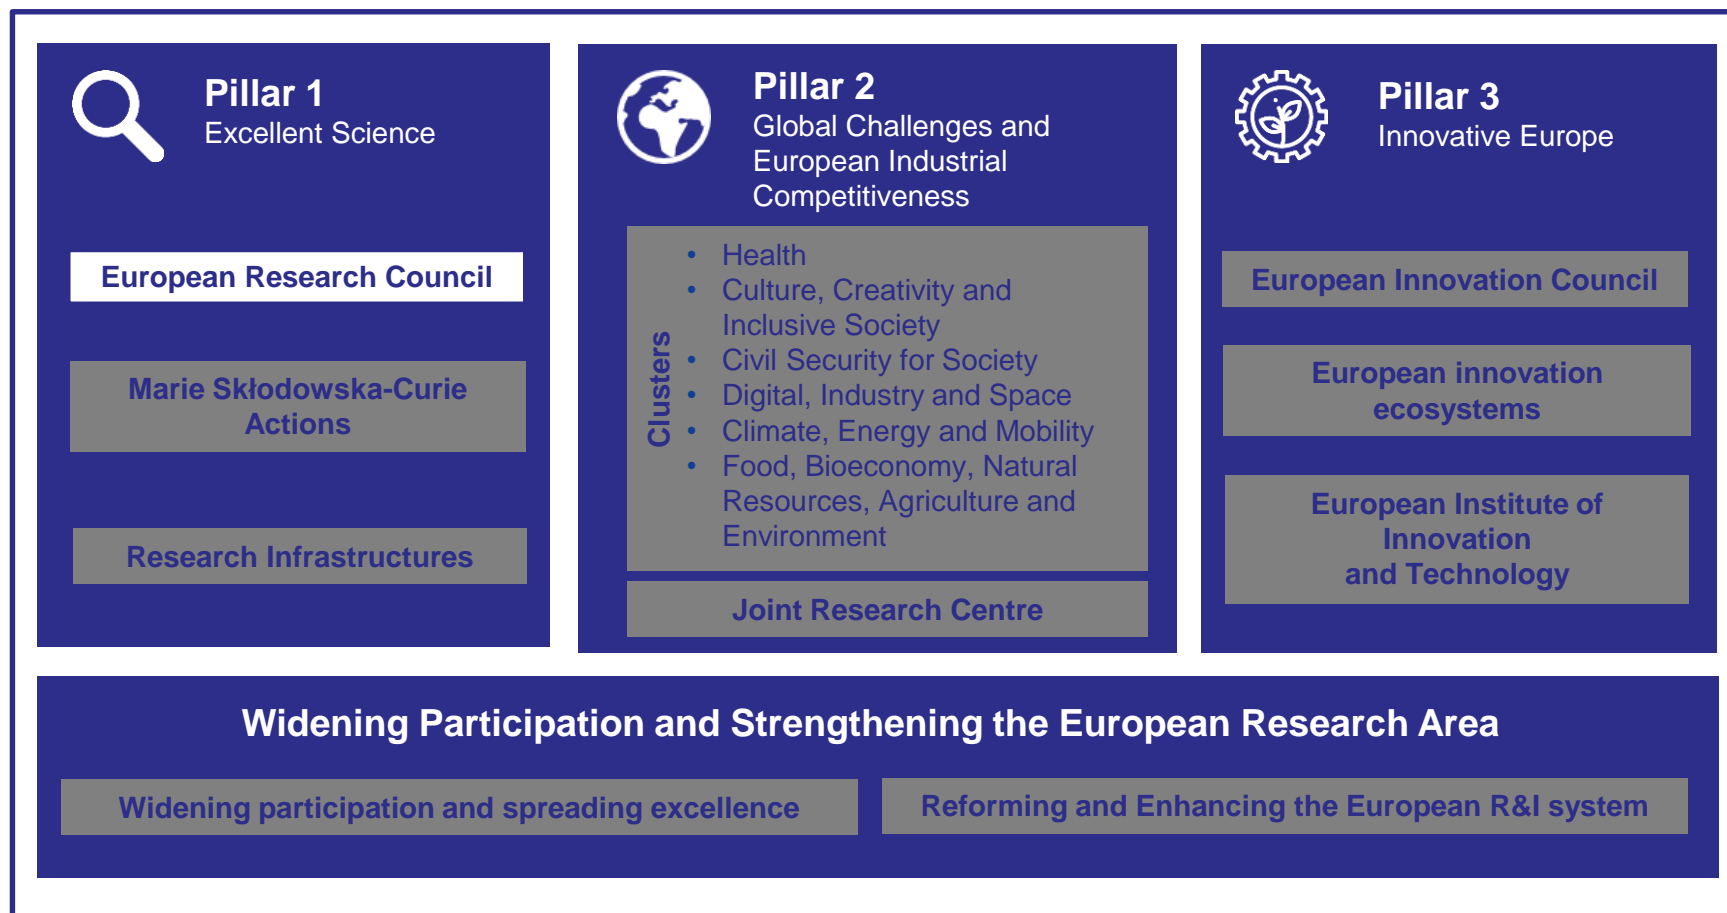 Pillar 1
Excellent Science
European Research Council
Marie Skłodowska-Curie
Actions
Research Infrastructures
Pillar 2
Global Challenges and
European Industrial
Competitiveness
Clusters
• Health
• Culture, Creativity and
Inclusive Society
• Civil Security for Society
• Digital, Industry and Space
• Climate, Energy and Mobility
• Food, Bioeconomy, Natural
Resources, Agriculture and
Environment
Joint Research Centre
Pillar 3
Innovative Europe
European Innovation Council
European innovation
ecosystems
European Institute of
Innovation
and Technology
Widening Participation and Strengthening the European Research Area
Widening participation and spreading excellence
Reforming and Enhancing the European R&I system